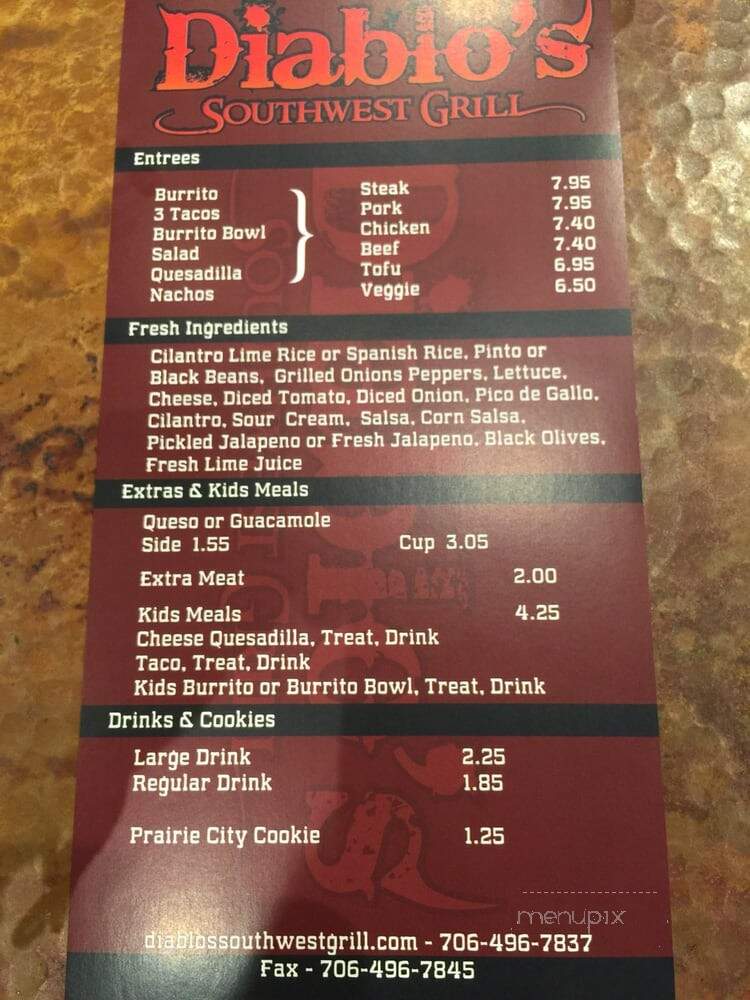 Diablo's
SOUTHWEST GRILL
Entrees
Burrito
3 Tacos
Burrito Bowl
Salad
Quesadilla
Nachos
Steak 7.95
Pork 7.95
Chicken 7.40
Beef 7.40
Tofu 6.95
Veggie 6.50
Fresh Ingredients
Cilantro Lime Rice or Spanish Rice, Pinto or
Black Beans, Grilled Onions Peppers, Lettuce,
Cheese, Diced Tomato, Diced Onion, Pico de Gallo,
Cilantro, Sour Cream, Salsa, Corn Salsa,
Pickled Jalapeno or Fresh Jalapeno, Black Olives,
Fresh Lime Juice
Extras & Kids Meals
Queso or Guacamole
Side 1.55 Cup 3.05
Extra Meat 2.00
Kids Meals 4.25
Cheese Quesadilla, Treat, Drink
Taco, Treat, Drink
Kids Burrito or Burrito Bowl, Treat, Drink
Drinks & Cookies
Large Drink 2.25
Regular Drink 1.85
Prairie City Cookie 1.25
menupix
diablossouthwestgrill.com - 706-496-7837
Fax - 706-496-7845